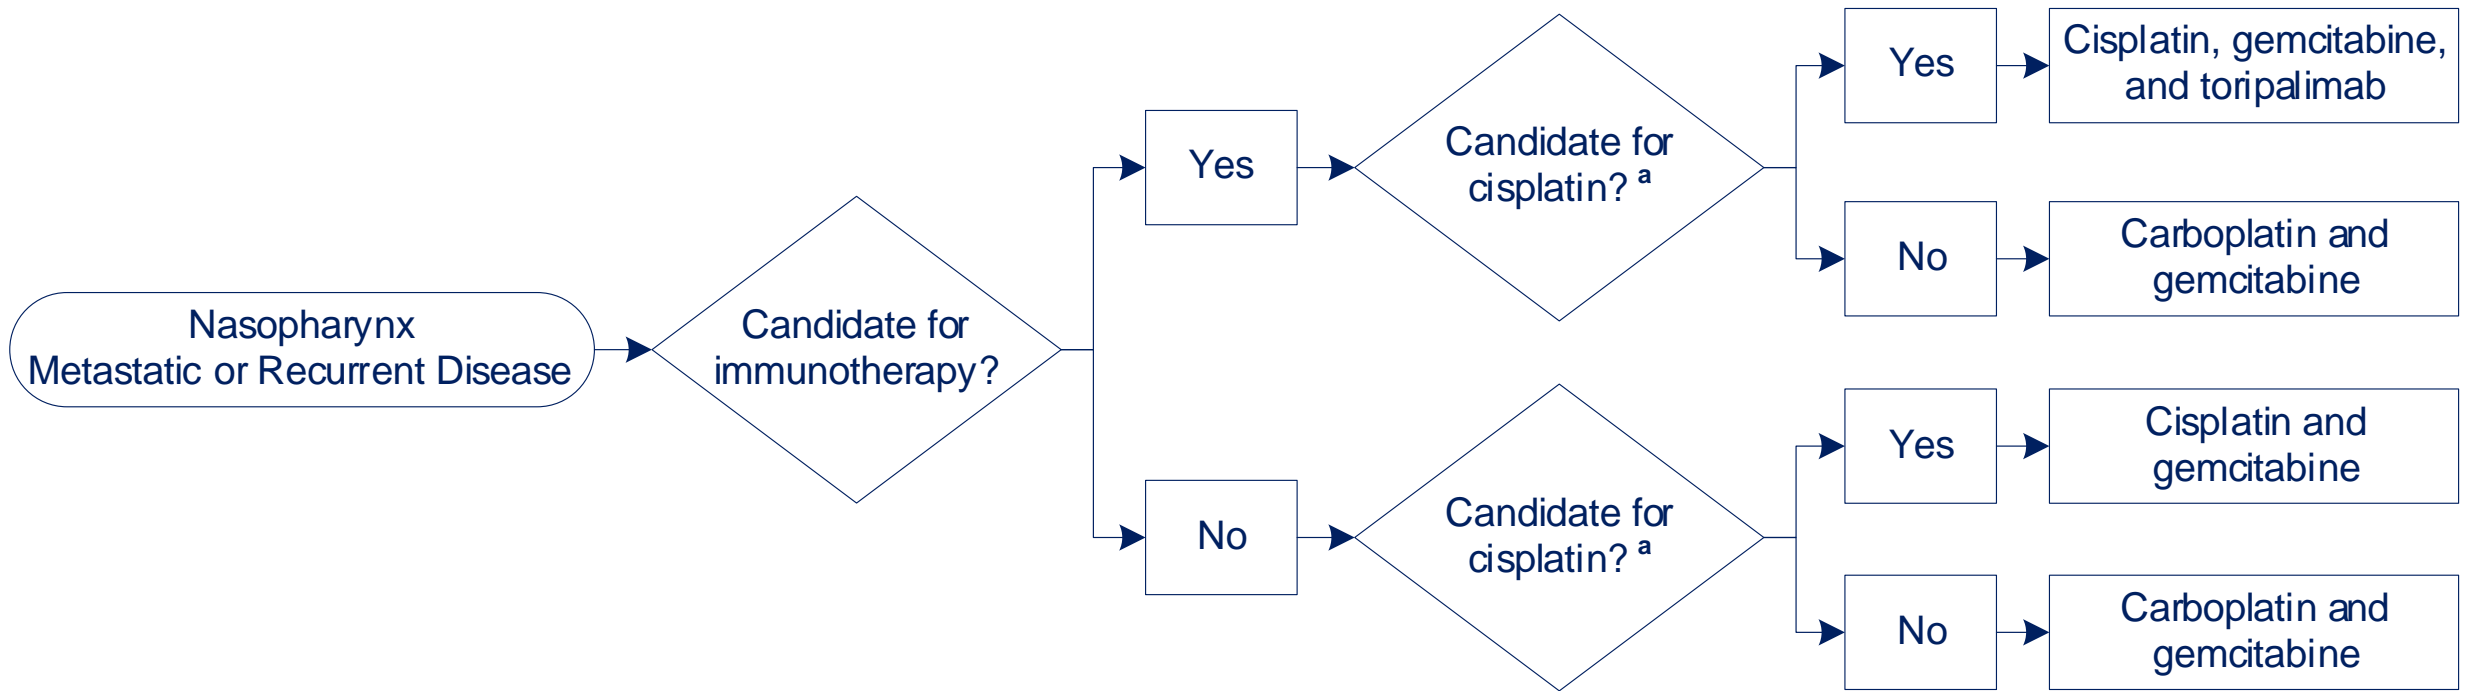 Nasopharynx
Metastatic or Recurrent Disease
Candidate for
immunotherapy?
Yes
Candidate for
cisplatin? a
Yes
Cisplatin, gemcitabine,
and toripalimab
No
Carboplatin and
gemcitabine
No
Candidate for
cisplatin? a
Yes
Cisplatin and
gemcitabine
No
Carboplatin and
gemcitabine